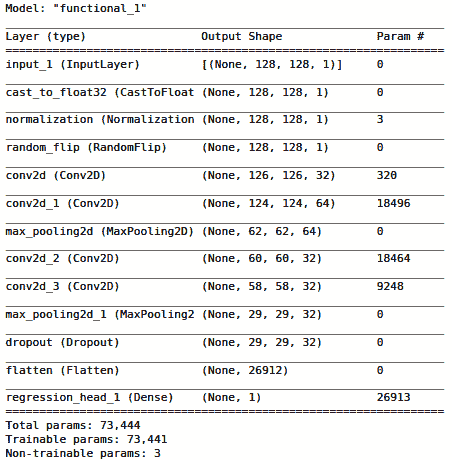 Model: "functional_1"
Layer (type) Output Shape Param #
input_1 (InputLayer) [(None, 128, 128, 1)] 0
cast_to_float32 (CastToFloat (None, 128, 128, 1) 0
normalization (Normalization (None, 128, 128, 1) 3
random_flip (RandomFlip) (None, 128, 128, 1) 0
conv2d (Conv2D) (None, 126, 126, 32) 320
conv2d_1 (Conv2D) (None, 124, 124, 64) 18496
max_pooling2d (MaxPooling2D) (None, 62, 62, 64) 0
conv2d_2 (Conv2D) (None, 60, 60, 32) 18464
conv2d_3 (Conv2D) (None, 58, 58, 32) 9248
max_pooling2d_1 (MaxPooling2 (None, 29, 29, 32) 0
dropout (Dropout) (None, 29, 29, 32) 0
flatten (Flatten) (None, 26912) 0
regression_head_1 (Dense) (None, 1) 26913
Total params: 73,444
Trainable params: 73,441
Non-trainable params: 3